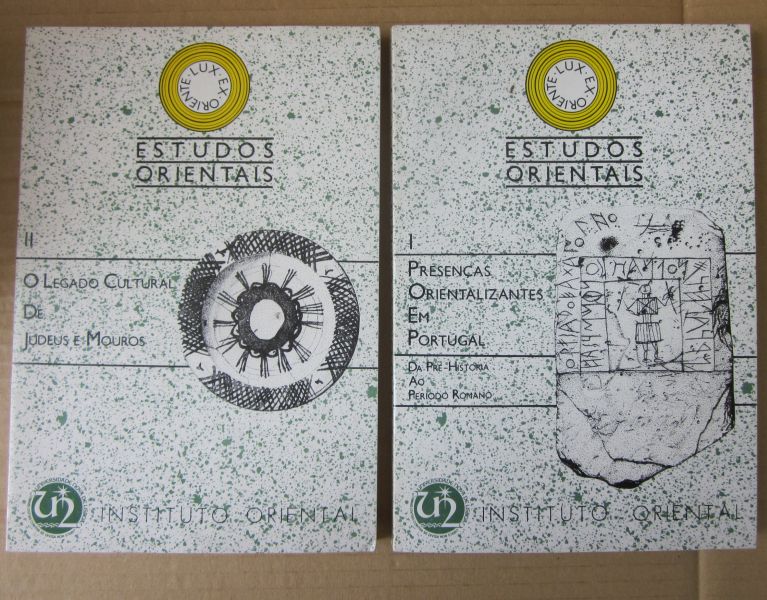 LUX·EX·ORIENTE
ESTUDOS
ORIENTAIS
II
O LEGADO CULTURAL
DE
JUDEUS E MOUROS
INSTITUTO ORIENTAL
LUX·EX·ORIENTE
ESTUDOS
ORIENTAIS
I
PRESENÇAS
ORIENTALIZANTES
EM
PORTUGAL
DA PRÉ-HISTÓRIA
AO
PERÍODO ROMANO
INSTITUTO ORIENTAL